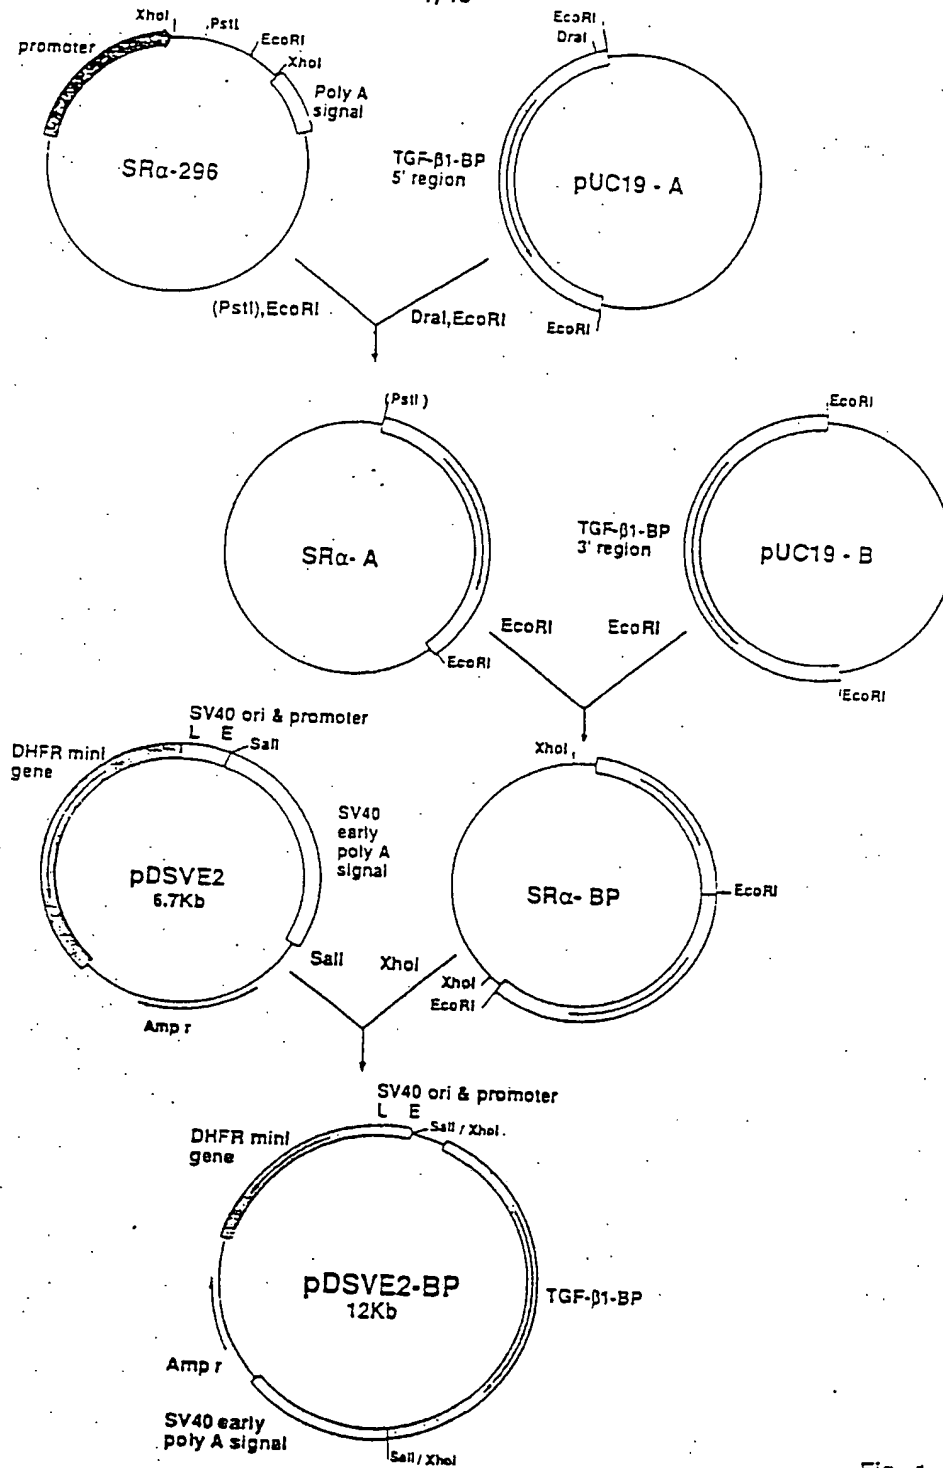 XhoI
PstI
EcoRI
XhoI
promoter
Poly A
signal
SRα-296
EcoRI
DraI
TGF-β1-BP
5' region
pUC19 - A
EcoRI
(PstI),EcoRI
DraI,EcoRI
(PstI)
SRα- A
EcoRI
EcoRI
TGF-β1-BP
3' region
pUC19 - B
EcoRI
EcoRI
EcoRI
SV40 ori & promoter
L E
SalI
DHFR mini
gene
pDSVE2
6.7Kb
SV40
early
poly A
signal
Amp r
XhoI
SRα- BP
EcoRI
XhoI
EcoRI
SalI
XhoI
SV40 ori & promoter
L E
SalI / XhoI
DHFR mini
gene
pDSVE2-BP
12Kb
TGF-β1-BP
Amp r
SV40 early
poly A signal
SalI / XhoI